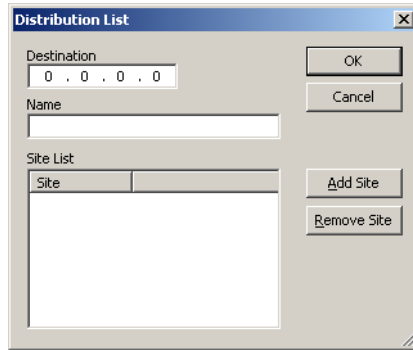 Distribution List
Destination
0 . 0 . 0 . 0
OK
Cancel
Name
Site List
Site
Add Site
Remove Site